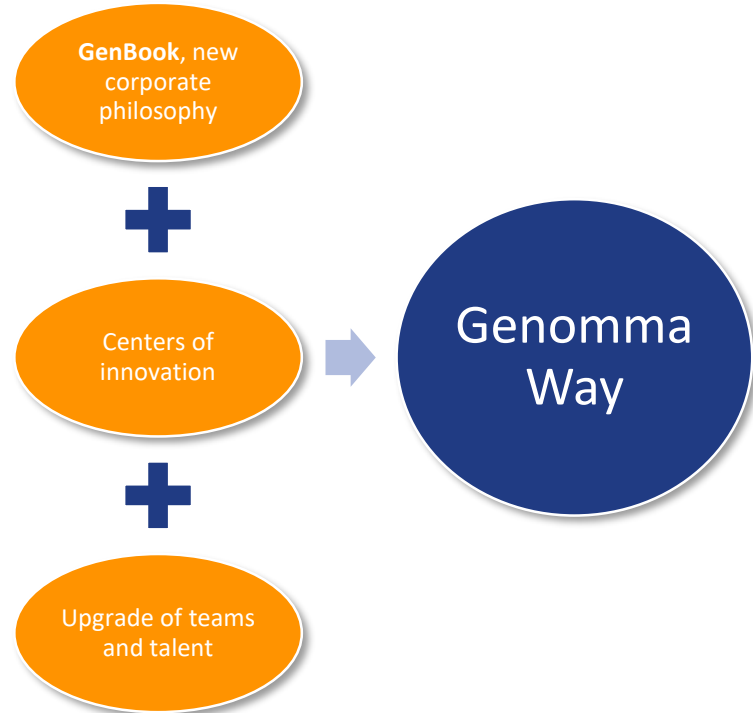 GenBook, new
corporate
philosophy
Centers of
innovation
Genomma
Way
Upgrade of teams
and talent